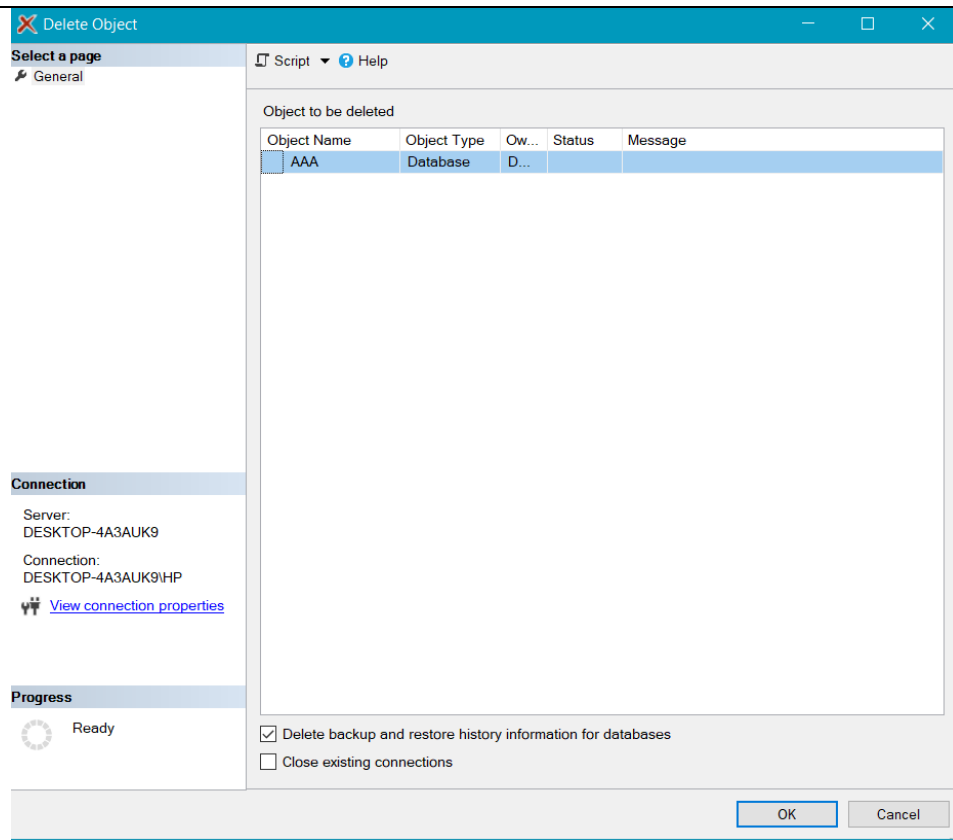 Delete Object
Select a page
General
Script Help
Object to be deleted
Object Name Object Type Ow... Status Message
AAA Database D...
Connection
Server:
DESKTOP-4A3AUK9
Connection:
DESKTOP-4A3AUK9\HP
View connection properties
Progress
Ready
Delete backup and restore history information for databases
Close existing connections
OK Cancel